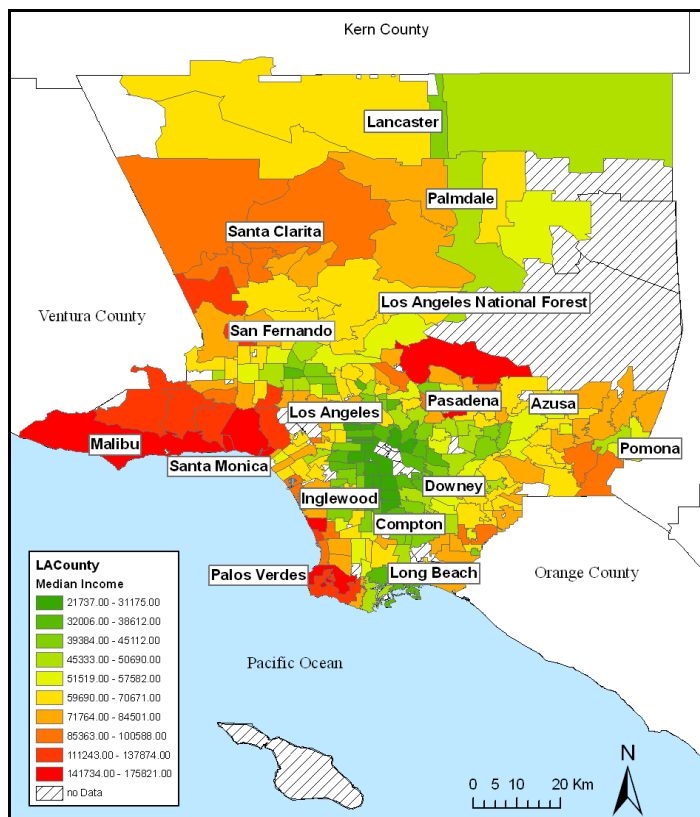 Kern County
Lancaster
Palmdale
Santa Clarita
Los Angeles National Forest
Ventura County
San Fernando
Los Angeles
Pasadena
Azusa
Malibu
Pomona
Santa Monica
Inglewood
Downey
Compton
Palos Verdes
Long Beach
Orange County
Pacific Ocean
LACounty
Median Income
21737.00 - 31175.00
32006.00 - 38612.00
39384.00 - 45112.00
45333.00 - 50690.00
51519.00 - 57582.00
59690.00 - 70671.00
71764.00 - 84501.00
85363.00 - 100588.00
111243.00 - 137874.00
141734.00 - 175821.00
no Data
N
0 5 10 20 Km